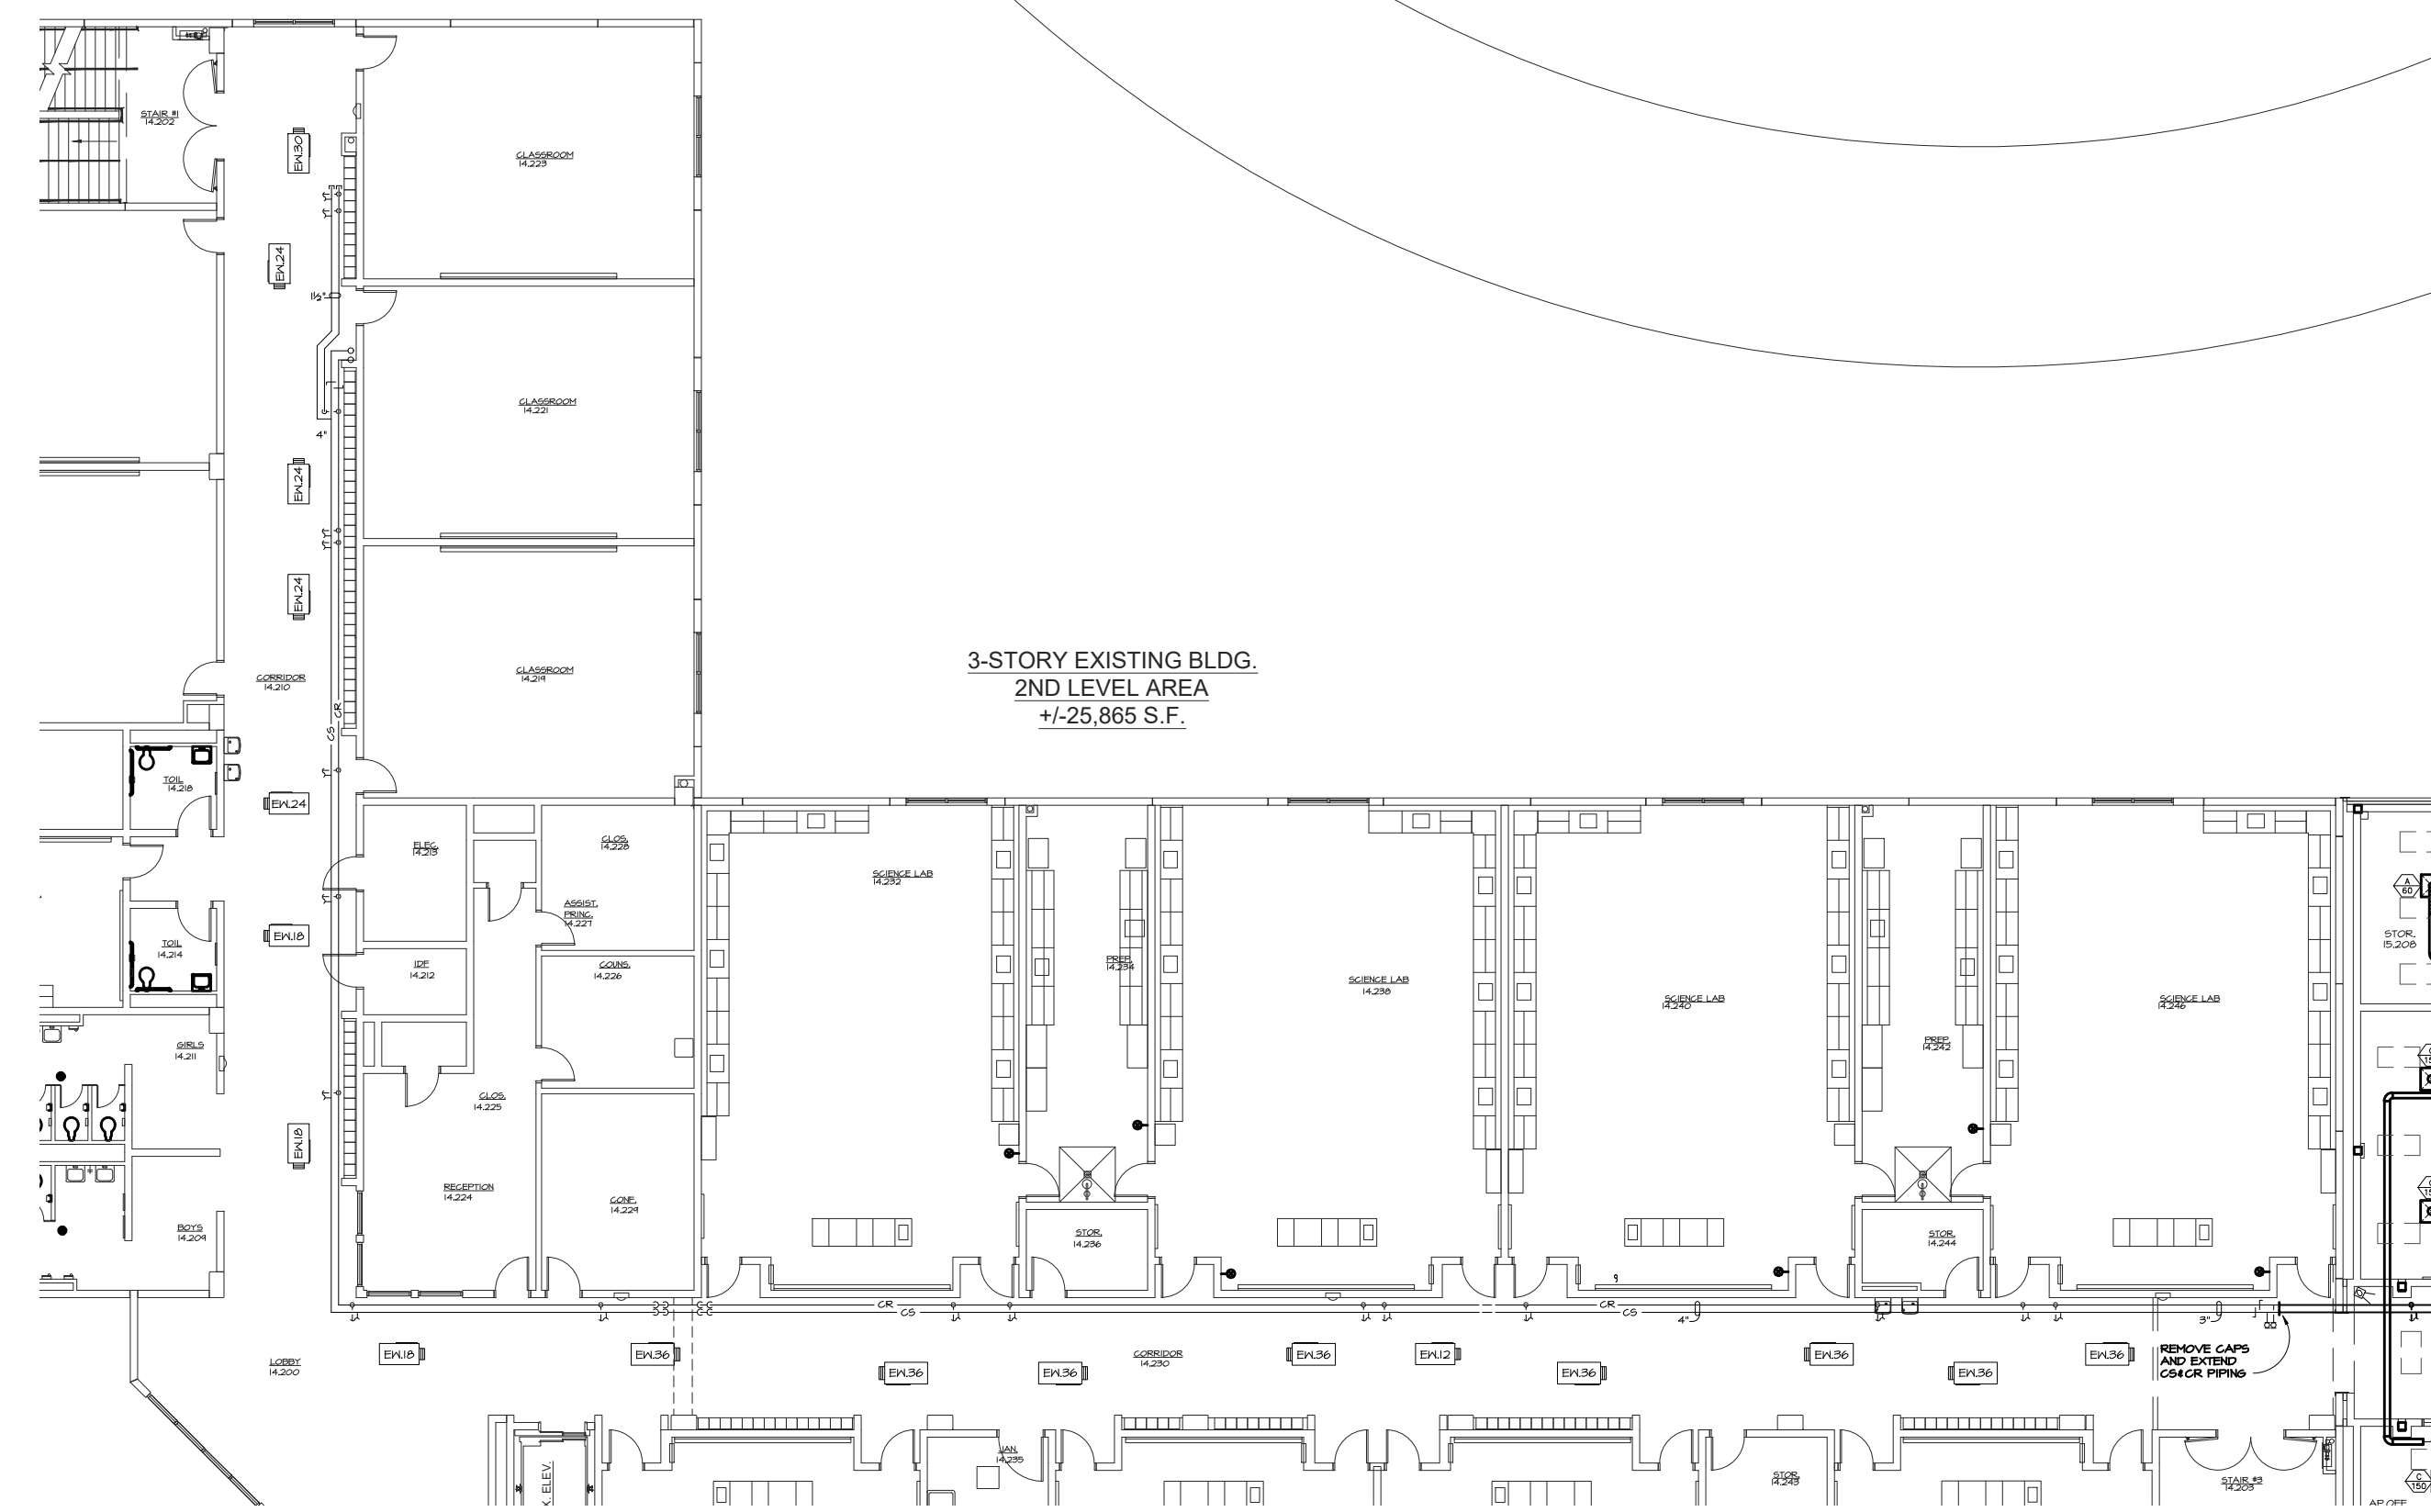 STAIR #1
14.202
EW.30
CLASSROOM
14.223
EW.24
1½"
CLASSROOM
14.221
4"
EW.24
EW.24
CLASSROOM
14.219
CORRIDOR
14.210
CS
CR
3-STORY EXISTING BLDG.
2ND LEVEL AREA
+/-25,865 S.F.
TOIL
14.218
EW.24
ELEC.
14.213
CLOS.
14.228
SCIENCE LAB
14.232
A
60
ASSIST.
PRINC.
14.227
EW.18
STOR.
15.208
TOIL
14.214
IDF
14.212
COUNS.
14.226
PREP.
14.234
SCIENCE LAB
14.238
SCIENCE LAB
14.240
SCIENCE LAB
14.246
GIRLS
14.211
PREP.
14.242
CLOS.
14.225
EW.18
RECEPTION
14.224
CONF.
14.229
BOYS
14.209
STOR.
14.236
STOR.
14.244
CR
CS
CR
CS
4"
3"
LOBBY
14.200
EW.18
EW.36
EW.36
EW.36
CORRIDOR
14.230
EW.36
EW.12
EW.36
EW.36
EW.36
EW.36
REMOVE CAPS
AND EXTEND
CS&CR PIPING
JAN.
14.235
X. ELEV.
STOR.
14.243
STAIR #3
14.203
C
150
AP OFF